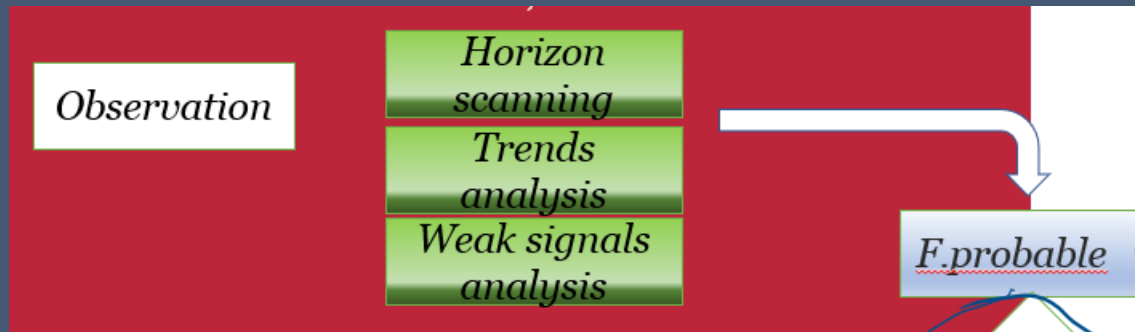 Observation
Horizon
scanning
Trends
analysis
Weak signals
analysis
F.probable